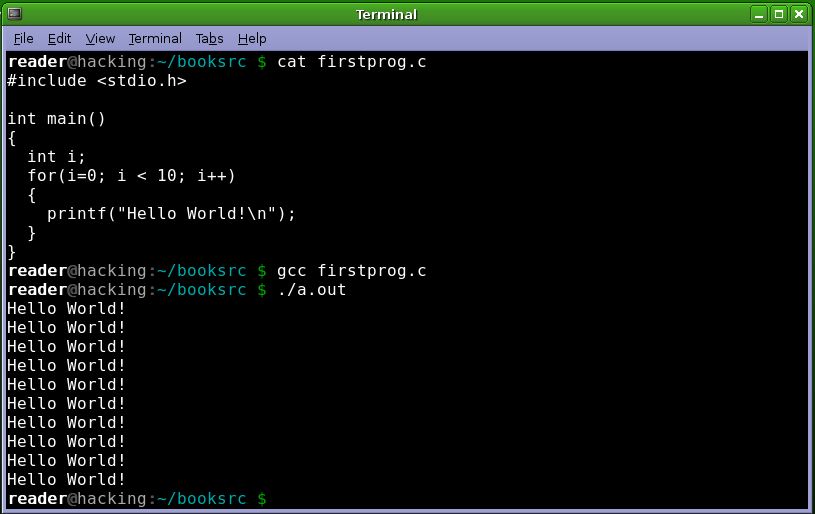 Terminal
File Edit View Terminal Tabs Help
reader@hacking:~/booksrc $ cat firstprog.c
#include <stdio.h>

int main()
{
  int i;
  for(i=0; i < 10; i++)
  {
    printf("Hello World!\n");
  }
}
reader@hacking:~/booksrc $ gcc firstprog.c
reader@hacking:~/booksrc $ ./a.out
Hello World!
Hello World!
Hello World!
Hello World!
Hello World!
Hello World!
Hello World!
Hello World!
Hello World!
Hello World!
reader@hacking:~/booksrc $